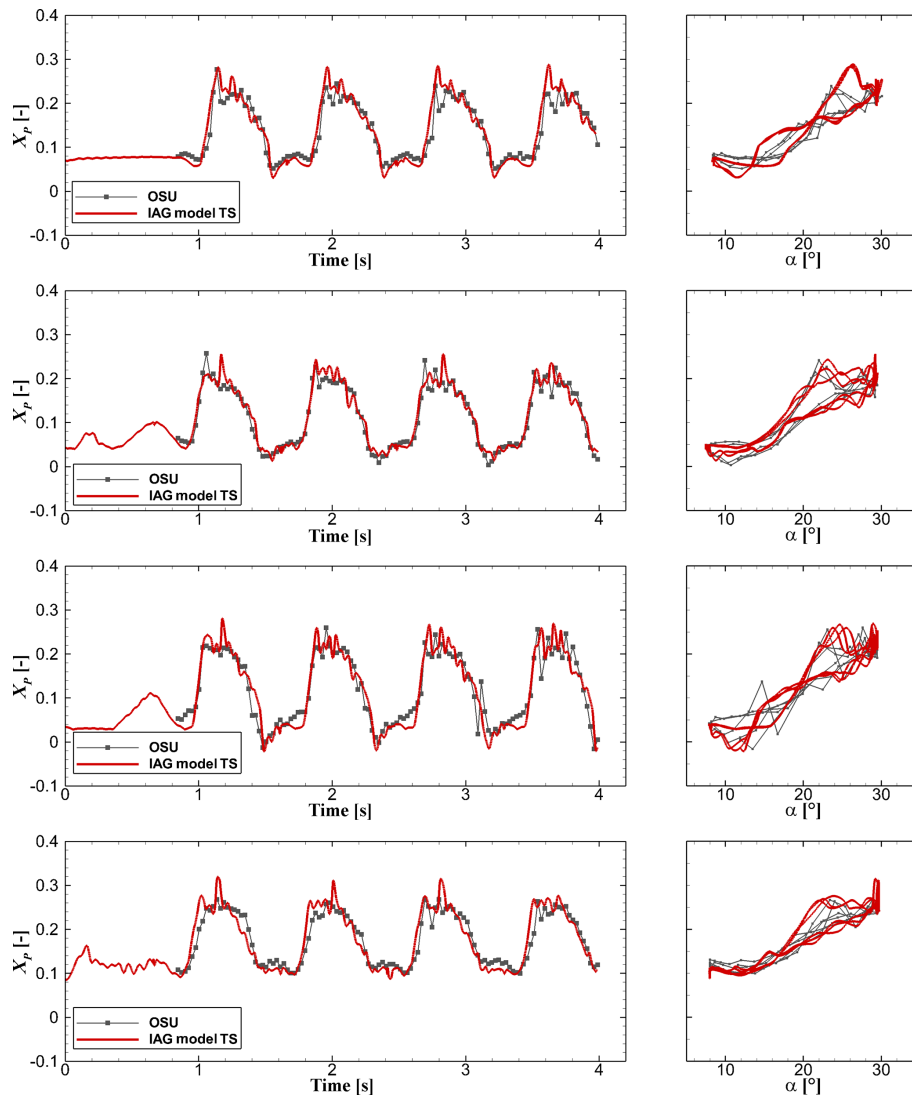 0.4
0.3
0.2
0.1
0
-0.1
X_P [-]
OSU
IAG model TS
0 1 2 3 4
Time [s]
10 20 30
α [°]
0.4
0.3
0.2
0.1
0
-0.1
X_P [-]
OSU
IAG model TS
0 1 2 3 4
Time [s]
10 20 30
α [°]
0.4
0.3
0.2
0.1
0
-0.1
X_P [-]
OSU
IAG model TS
0 1 2 3 4
Time [s]
10 20 30
α [°]
0.4
0.3
0.2
0.1
0
-0.1
X_P [-]
OSU
IAG model TS
0 1 2 3 4
Time [s]
10 20 30
α [°]